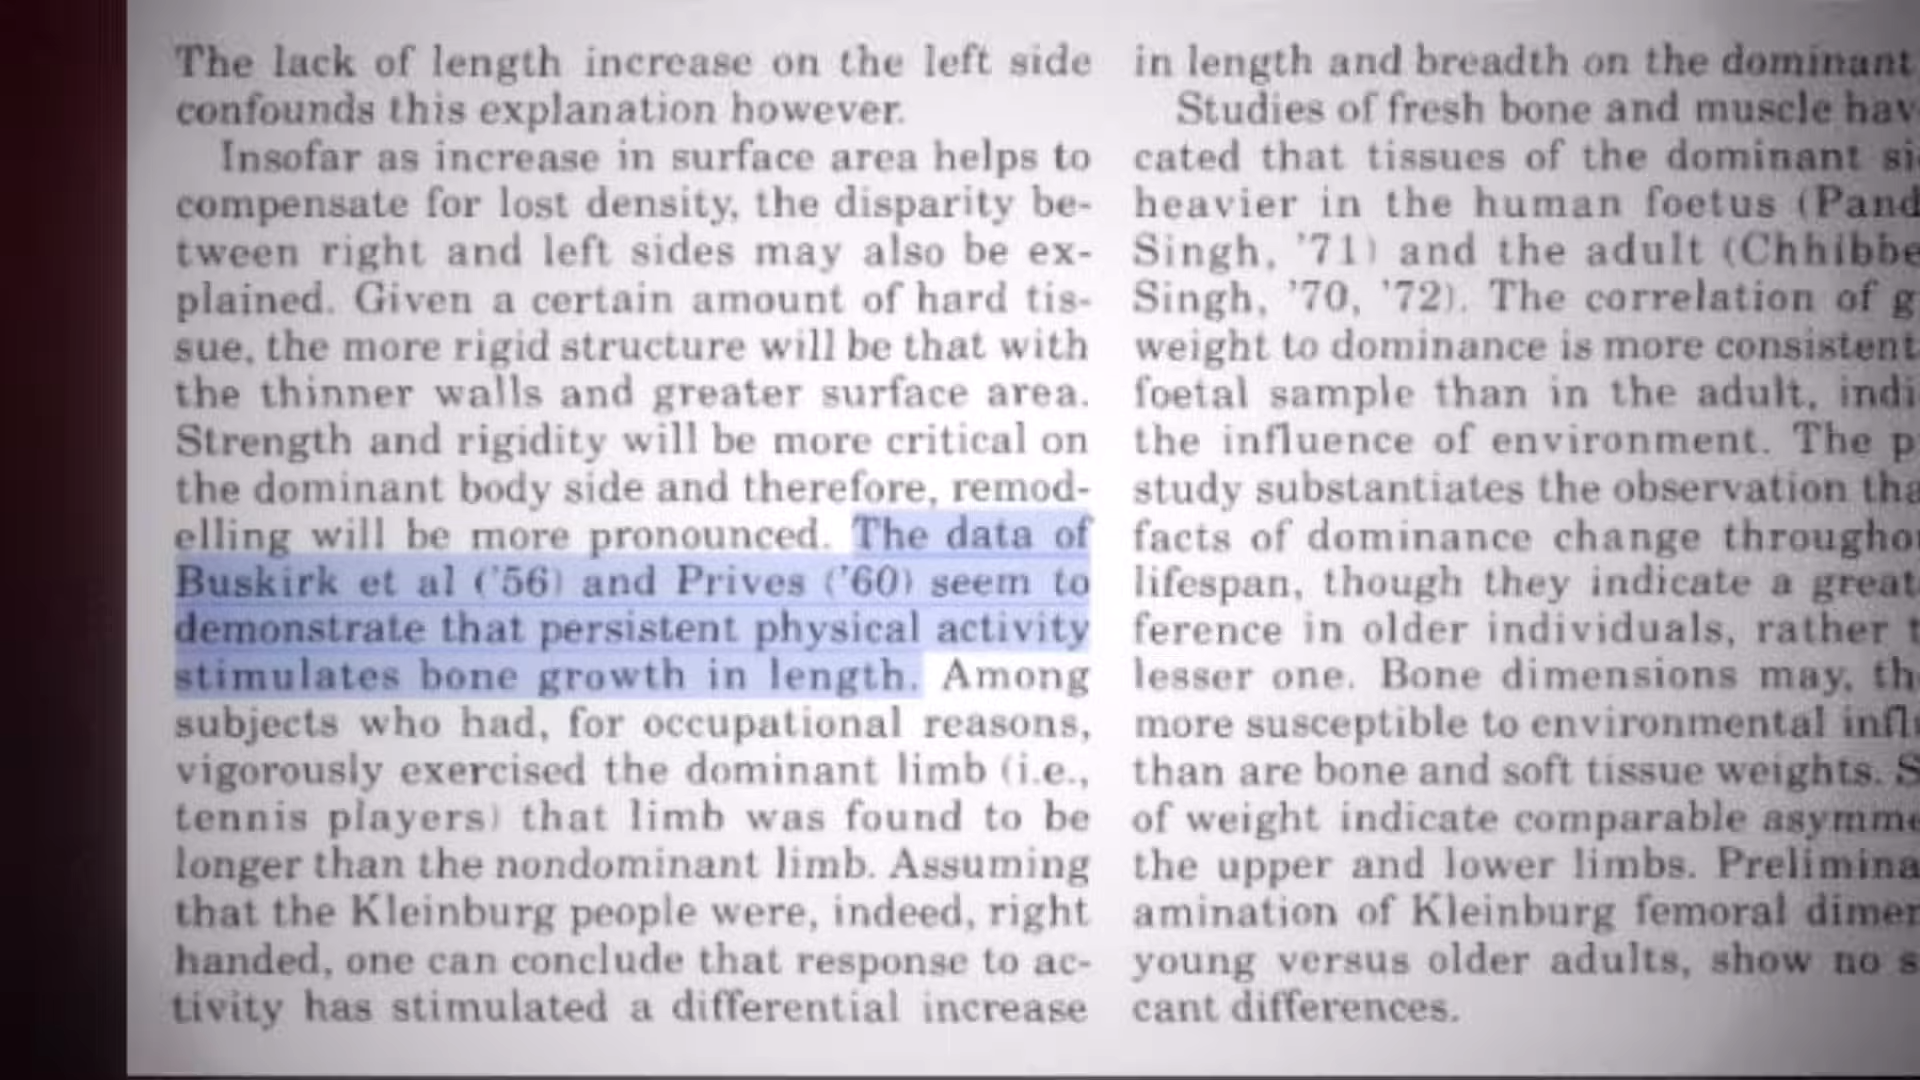 The lack of length increase on the left side
confounds this explanation however.
Insofar as increase in surface area helps to
compensate for lost density, the disparity be-
tween right and left sides may also be ex-
plained. Given a certain amount of hard tis-
sue, the more rigid structure will be that with
the thinner walls and greater surface area.
Strength and rigidity will be more critical on
the dominant body side and therefore, remod-
elling will be more pronounced. The data of
Buskirk et al ('56) and Prives ('60) seem to
demonstrate that persistent physical activity
stimulates bone growth in length. Among
subjects who had, for occupational reasons,
vigorously exercised the dominant limb (i.e.,
tennis players) that limb was found to be
longer than the nondominant limb. Assuming
that the Kleinburg people were, indeed, right
handed, one can conclude that response to ac-
tivity has stimulated a differential increase
in length and breadth on the dominant
Studies of fresh bone and muscle hav
cated that tissues of the dominant si
heavier in the human foetus (Pand
Singh, '71) and the adult (Chhibbe
Singh, '70, '72). The correlation of g
weight to dominance is more consistent
foetal sample than in the adult, indi
the influence of environment. The p
study substantiates the observation tha
facts of dominance change througho
lifespan, though they indicate a great
ference in older individuals, rather t
lesser one. Bone dimensions may, the
more susceptible to environmental infl
than are bone and soft tissue weights. S
of weight indicate comparable asymme
the upper and lower limbs. Prelimina
amination of Kleinburg femoral dimen
young versus older adults, show no s
cant differences.